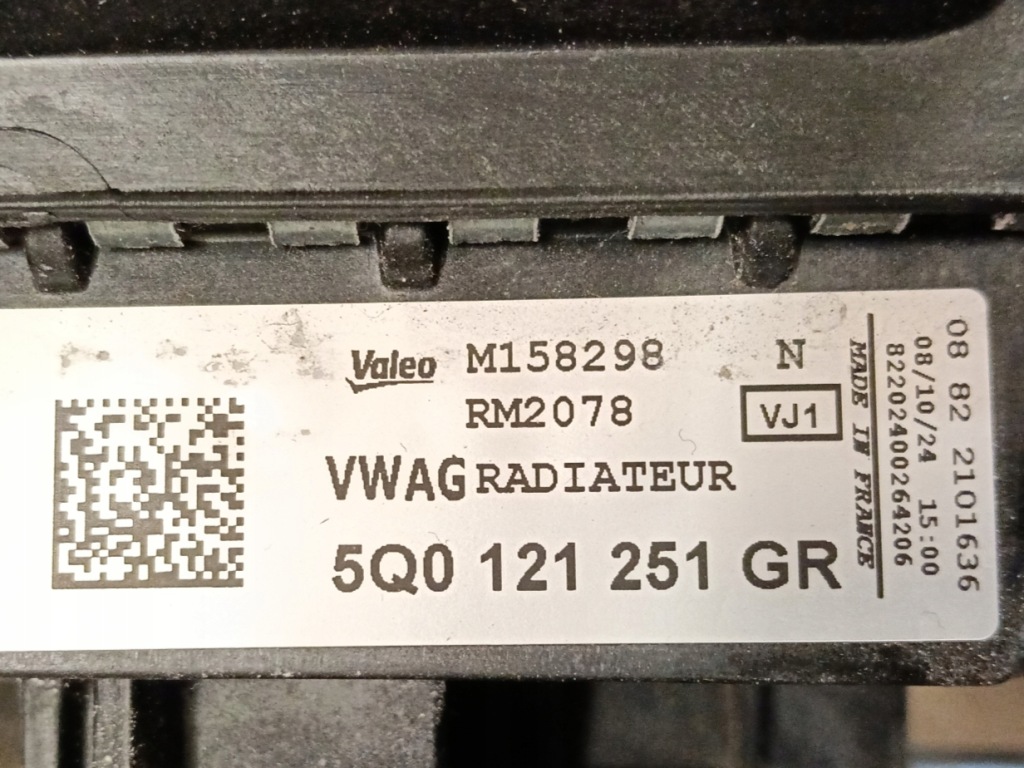 Valeo M158298 N
RM2078 VJ1
VWAG RADIATEUR
5Q0 121 251 GR
MADE IN FRANCE
82202400264206
08/10/24 15:00
08 82 2101636